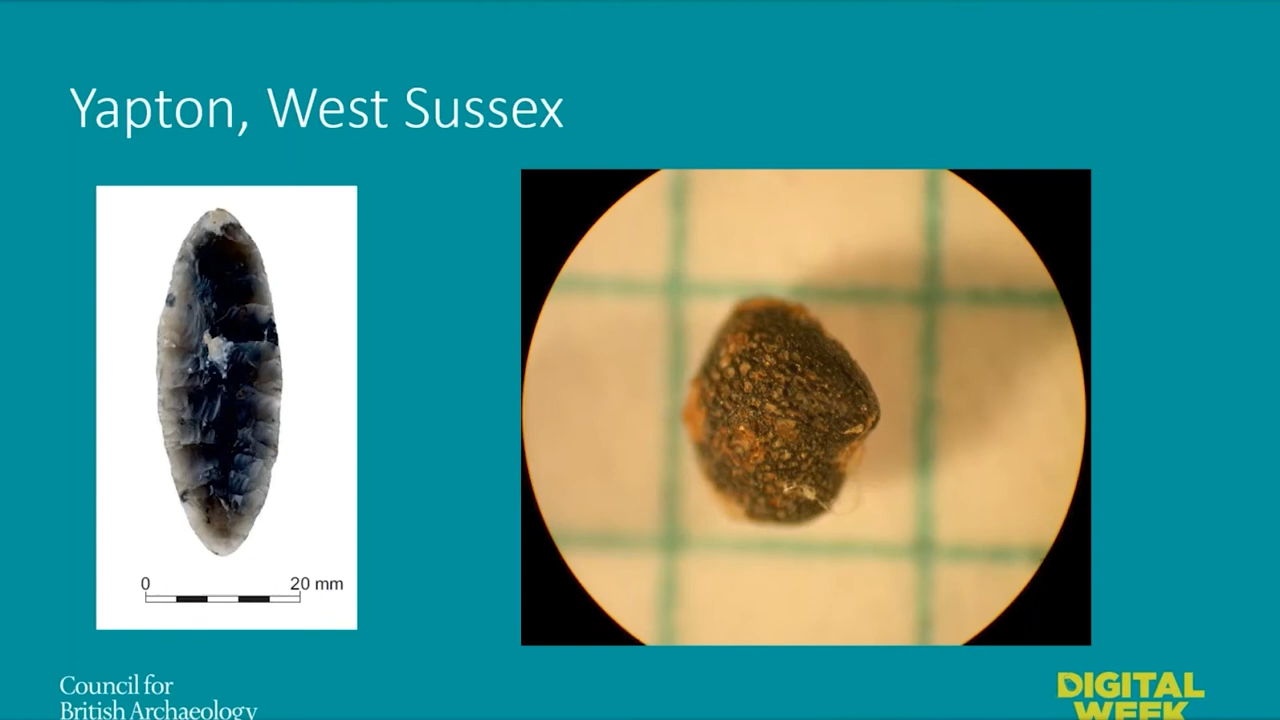 Yapton, West Sussex
0 20 mm
Council for
British Archaeology
DIGITAL
WEEK